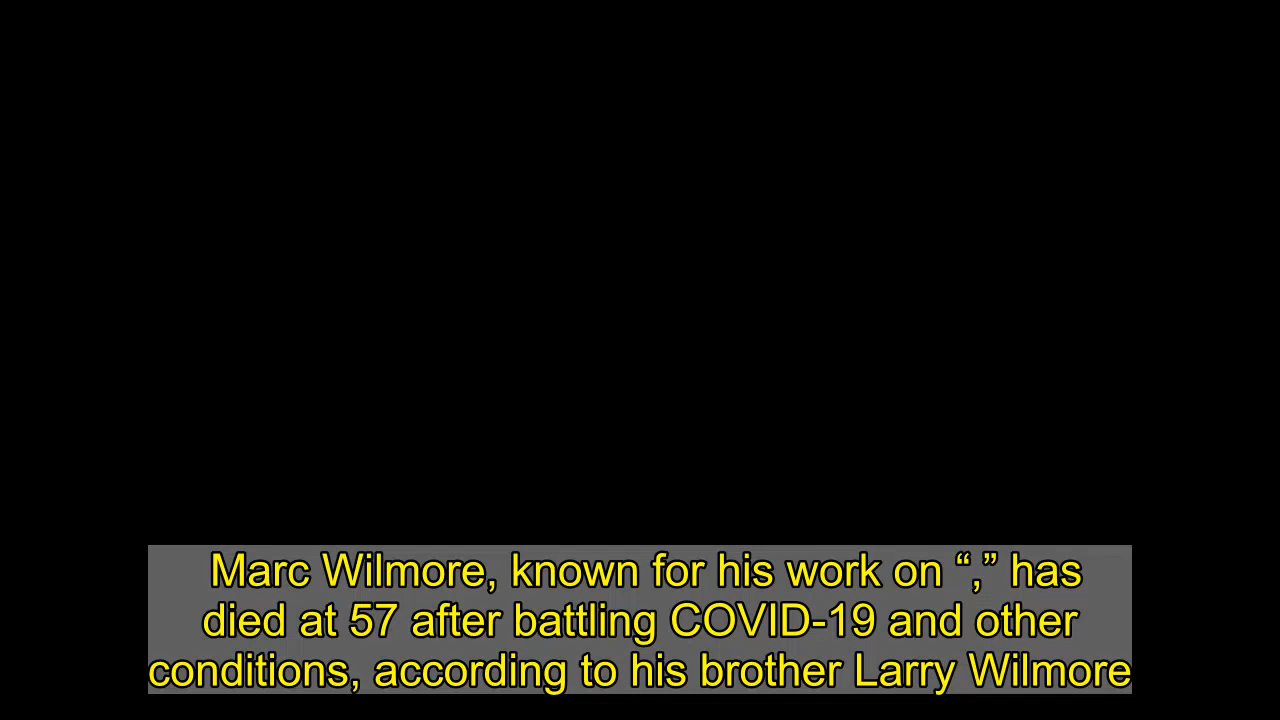 Marc Wilmore, known for his work on “,” has
died at 57 after battling COVID-19 and other
conditions, according to his brother Larry Wilmore